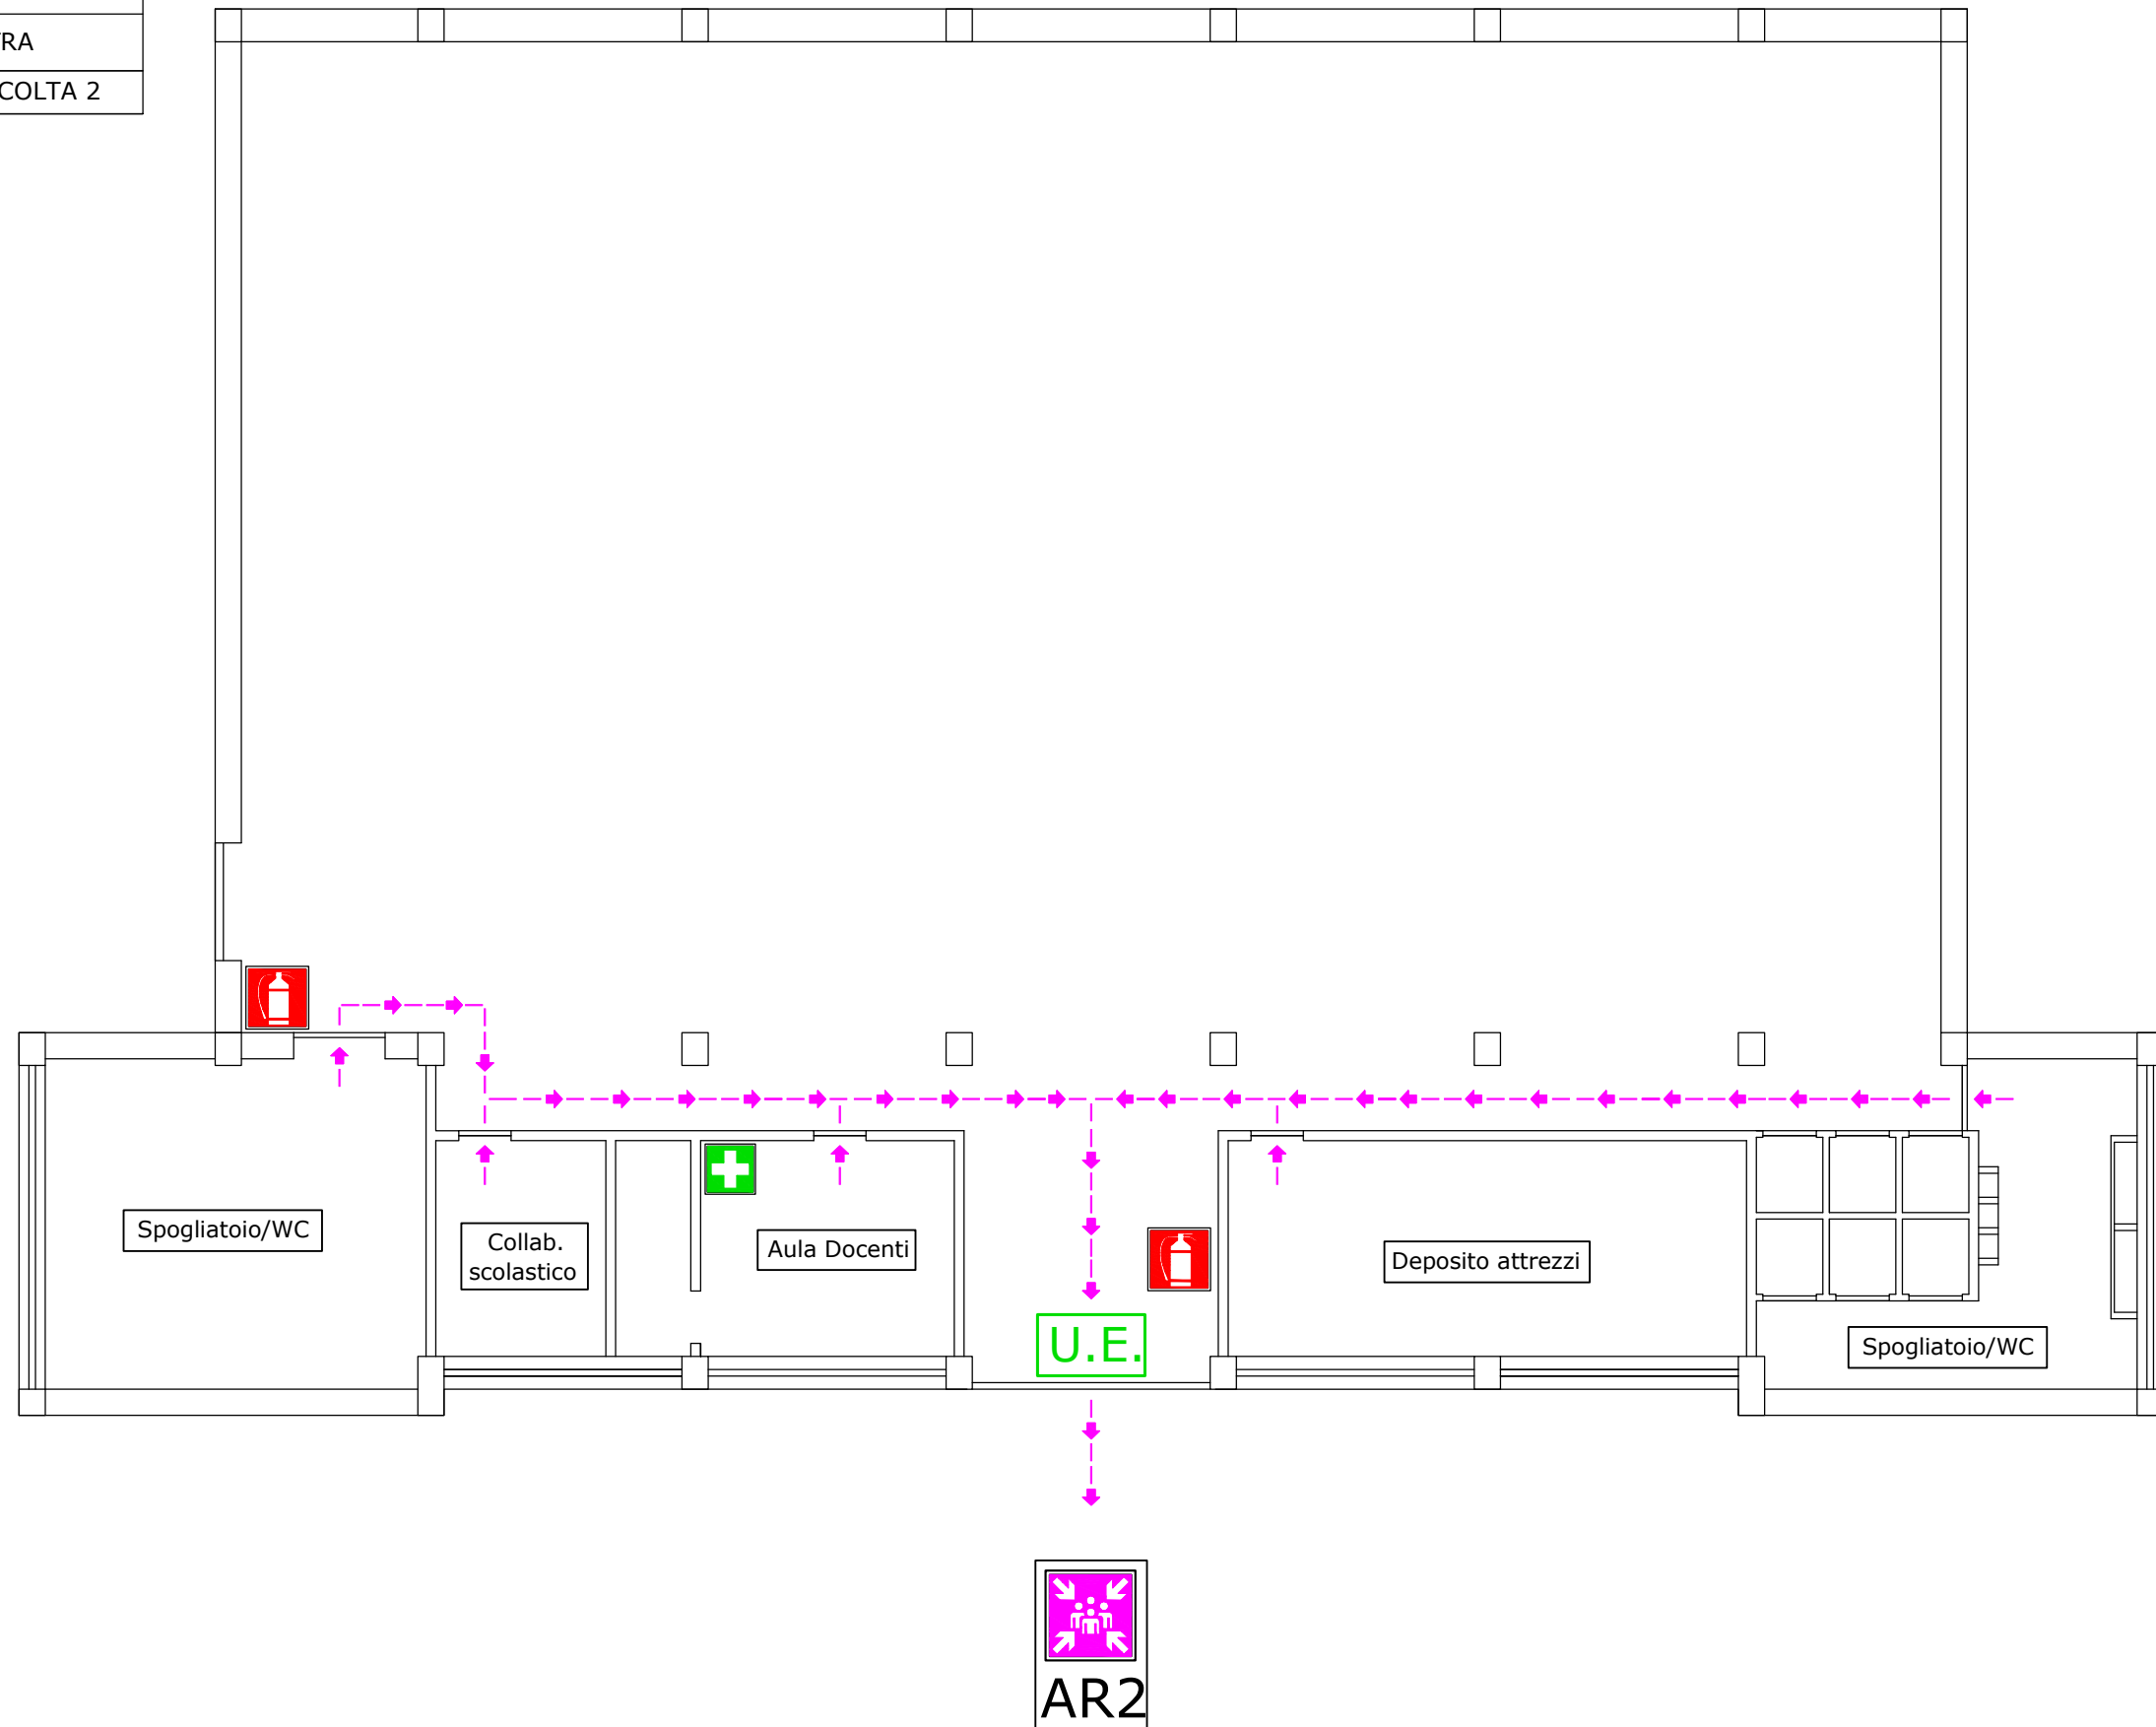 RA
COLTA 2
Spogliatoio/WC
Collab.
scolastico
Aula Docenti
Deposito attrezzi
U.E.
Spogliatoio/WC
AR2